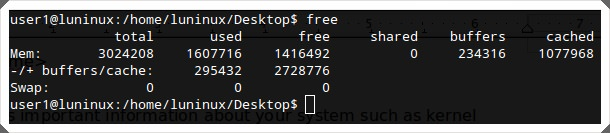 user1@luninux:/home/luninux/Desktop$ free
total used free shared buffers cached
Mem: 3024208 1607716 1416492 0 234316 1077968
-/+ buffers/cache: 295432 2728776
Swap: 0 0 0
user1@luninux:/home/luninux/Desktop$
s important information about your system such as kernel